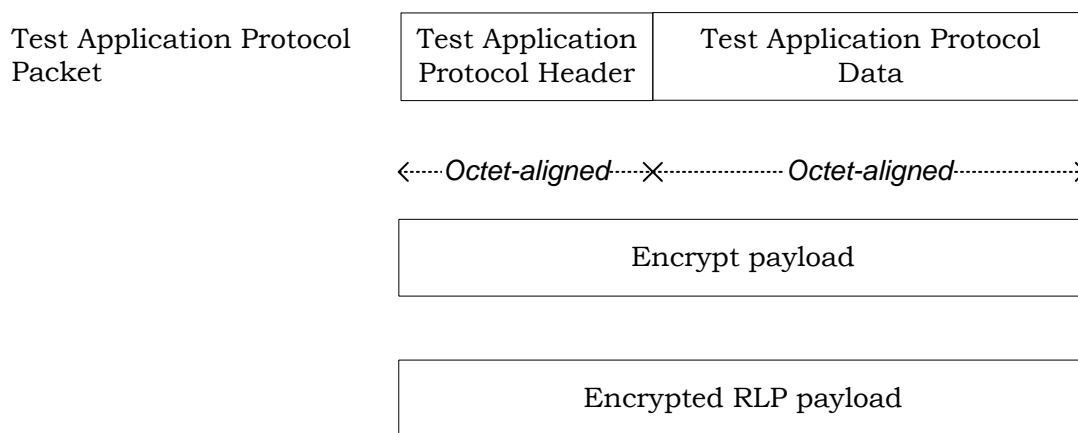 Test Application Protocol
Packet
Test Application
Protocol Header
Test Application Protocol
Data
Octet-aligned
Octet-aligned
Encrypt payload
Encrypted RLP payload